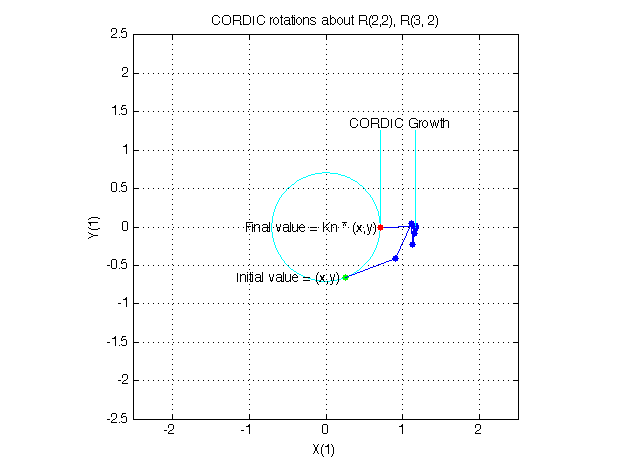 CORDIC rotations about R(2,2), R(3, 2)
2.5
2
1.5
CORDIC Growth
1
0.5
0
Final value = Kn * (x,y)
-0.5
Initial value = (x,y)
-1
-1.5
-2
-2.5
Y(1)
-2 -1 0 1 2
X(1)